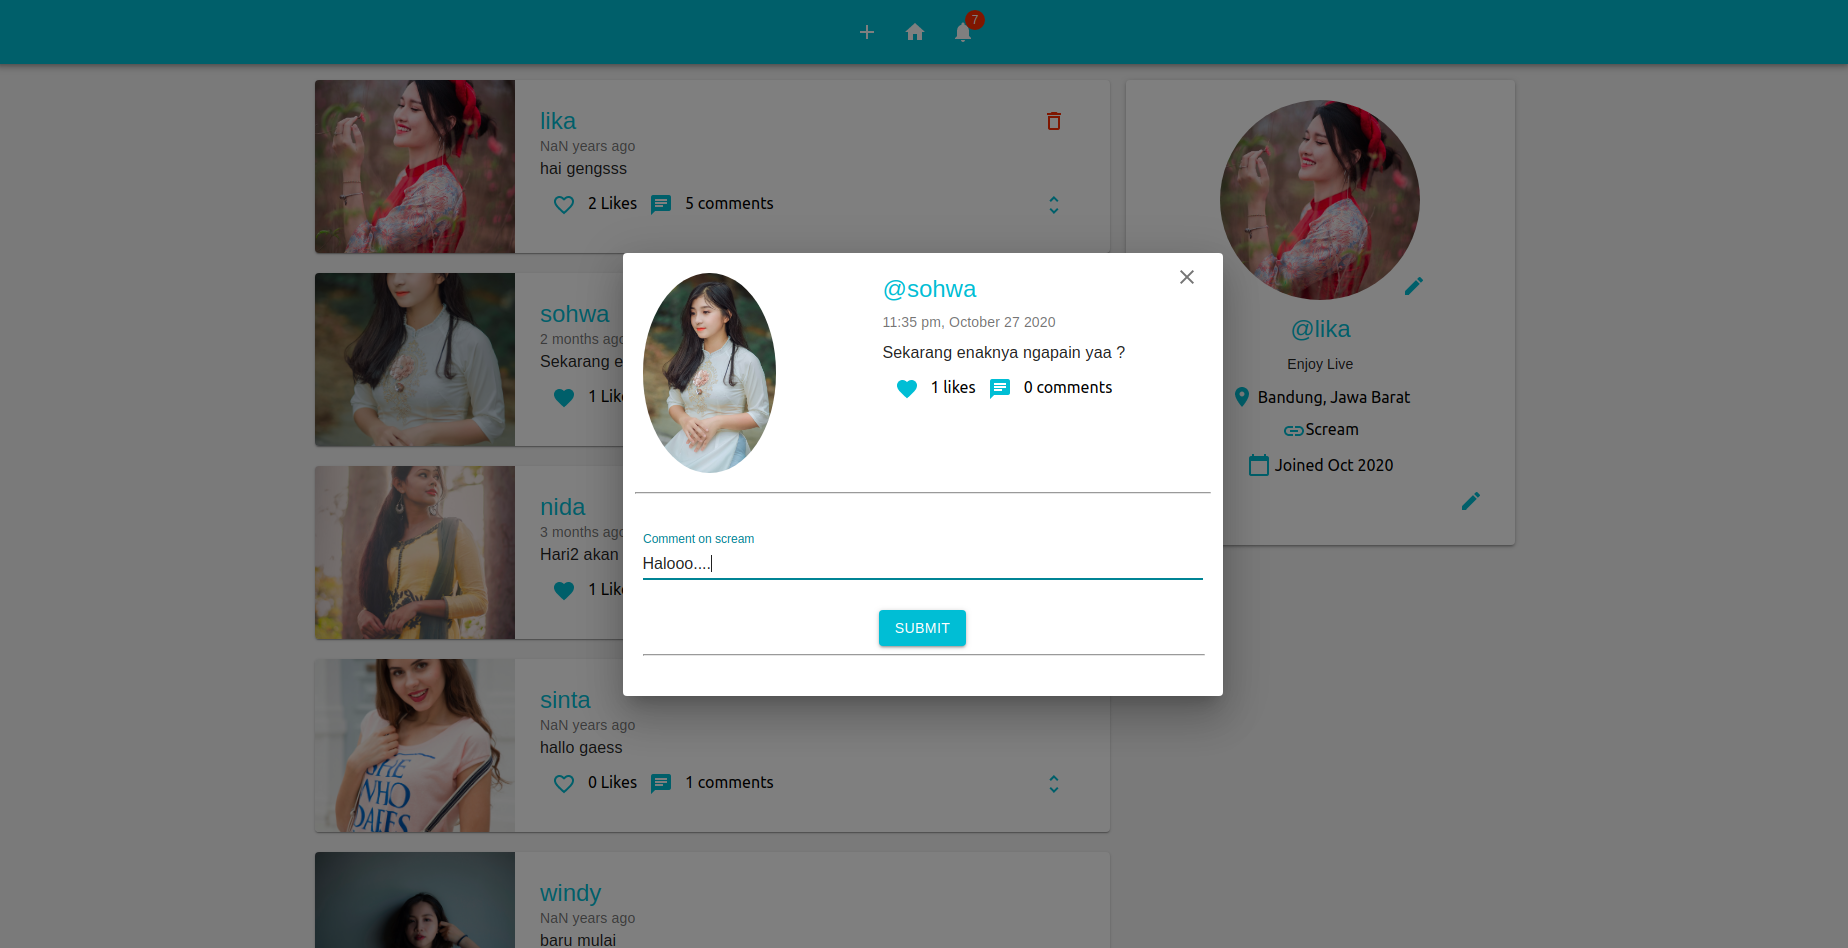 7
lika
NaN years ago
hai gengsss
2 Likes 5 comments
sohwa
2 months ago
Sekarang e
1 Lik
nida
3 months ago
Hari2 akan
1 Lik
sinta
NaN years ago
hallo gaess
0 Likes 1 comments
SHE
WHO
DARES
windy
NaN years ago
baru mulai
@sohwa
11:35 pm, October 27 2020
Sekarang enaknya ngapain yaa ?
1 likes 0 comments
Comment on scream
Halooo....
SUBMIT
@lika
Enjoy Live
Bandung, Jawa Barat
Scream
Joined Oct 2020